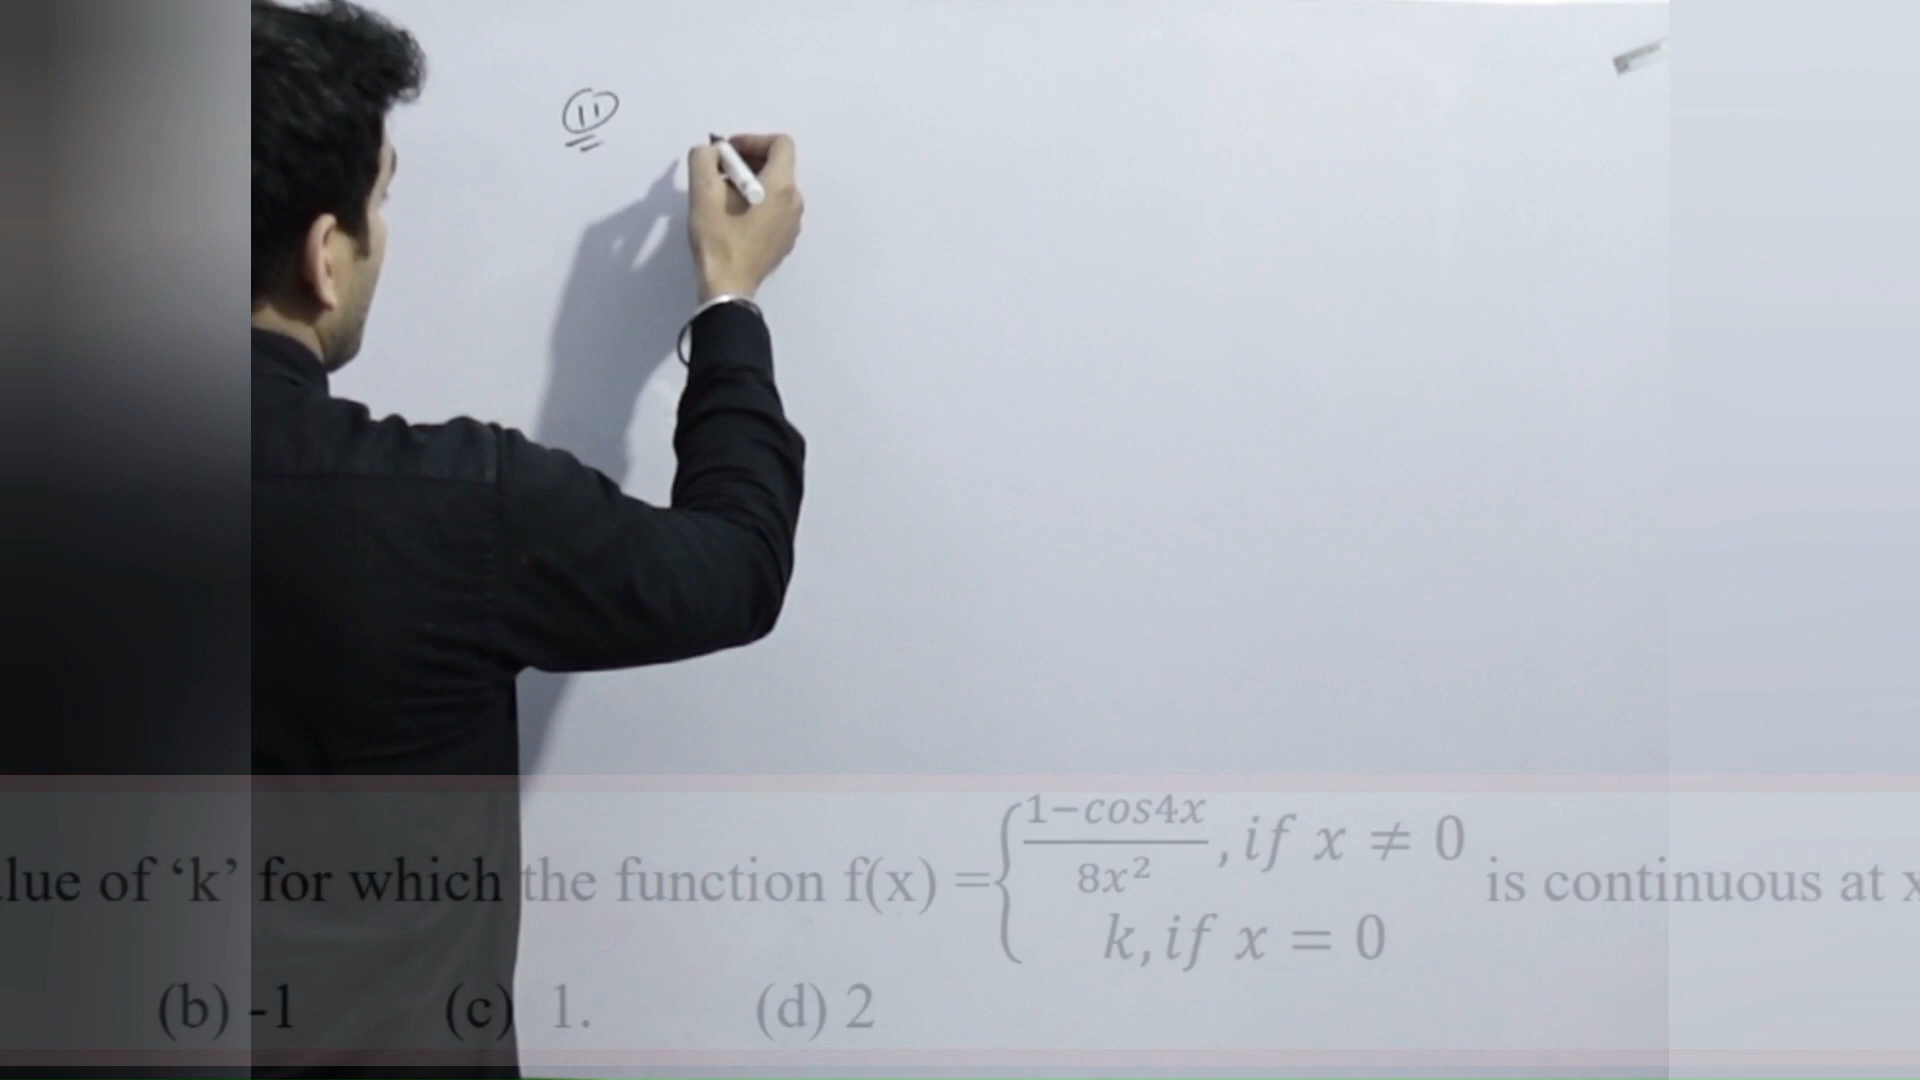 11
lue of ‘k’ for which the function f(x) = { 1−cos4x / 8x² , if x ≠ 0
k, if x = 0 is continuous at x
(b) -1 (c) 1. (d) 2